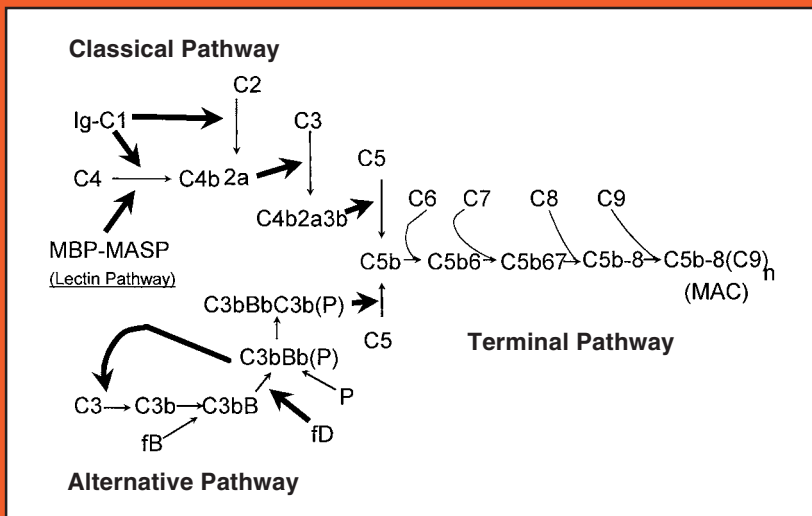 Classical Pathway
C2
Ig-C1
C3
C4
C4b 2a
C5
C4b2a3b
C6
C7
C8
C9
MBP-MASP
(Lectin Pathway)
C5b
C5b6
C5b67
C5b-8
C5b-8(C9)n
(MAC)
C3bBbC3b(P)
C5
Terminal Pathway
C3bBb(P)
P
C3
C3b
C3bB
fB
fD
Alternative Pathway